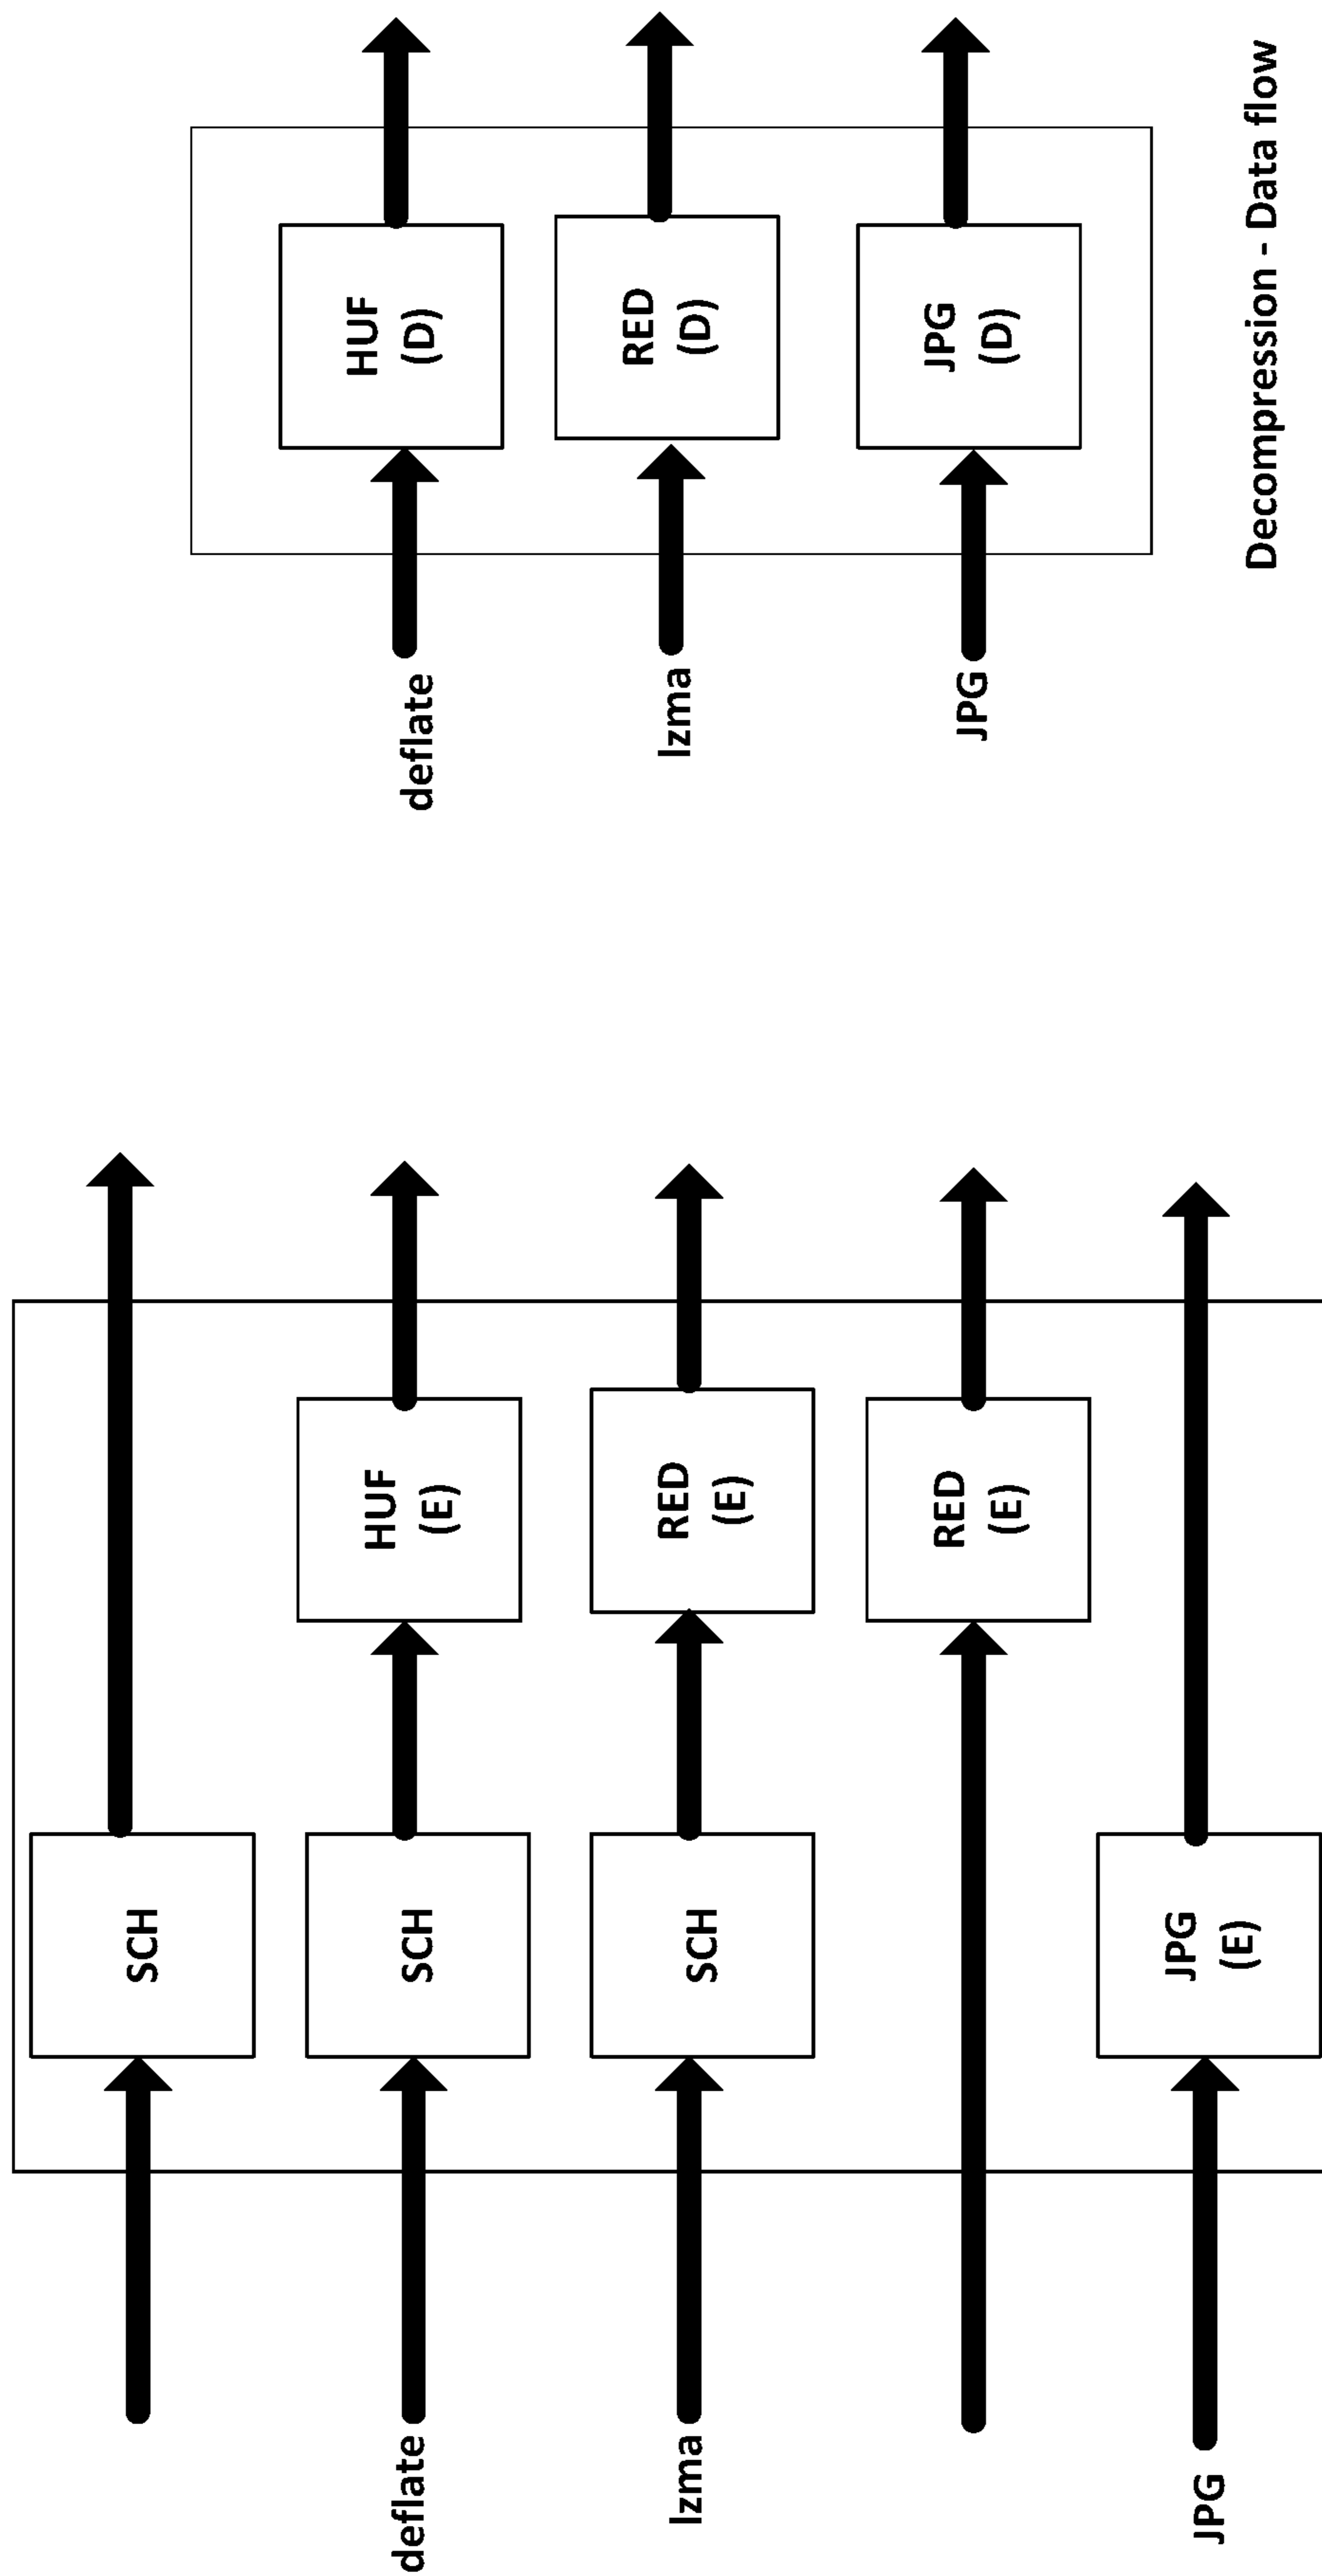 SCH
deflate
SCH
HUF
(E)
lzma
SCH
RED
(E)
RED
(E)
JPG
JPG
(E)
deflate
HUF
(D)
lzma
RED
(D)
JPG
JPG
(D)
Decompression - Data flow